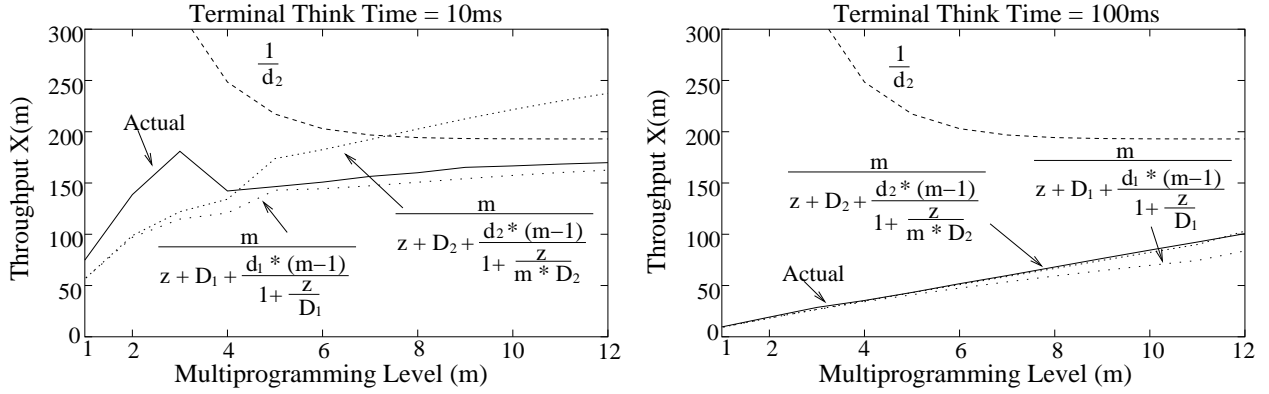 Terminal Think Time = 10ms
Throughput X(m)
300
250
200
150
100
50
0
1
2
4
6
8
10
12
Multiprogramming Level (m)
Actual
1
d2
m
z + D1 + d1 * (m−1)
1+ z
D1
m
z + D2 + d2 * (m−1)
1+ z
m * D2
Terminal Think Time = 100ms
Throughput X(m)
300
250
200
150
100
50
0
1
2
4
6
8
10
12
Multiprogramming Level (m)
1
d2
m
z + D2 + d2 * (m−1)
1+ z
m * D2
m
z + D1 + d1 * (m−1)
1+ z
D1
Actual